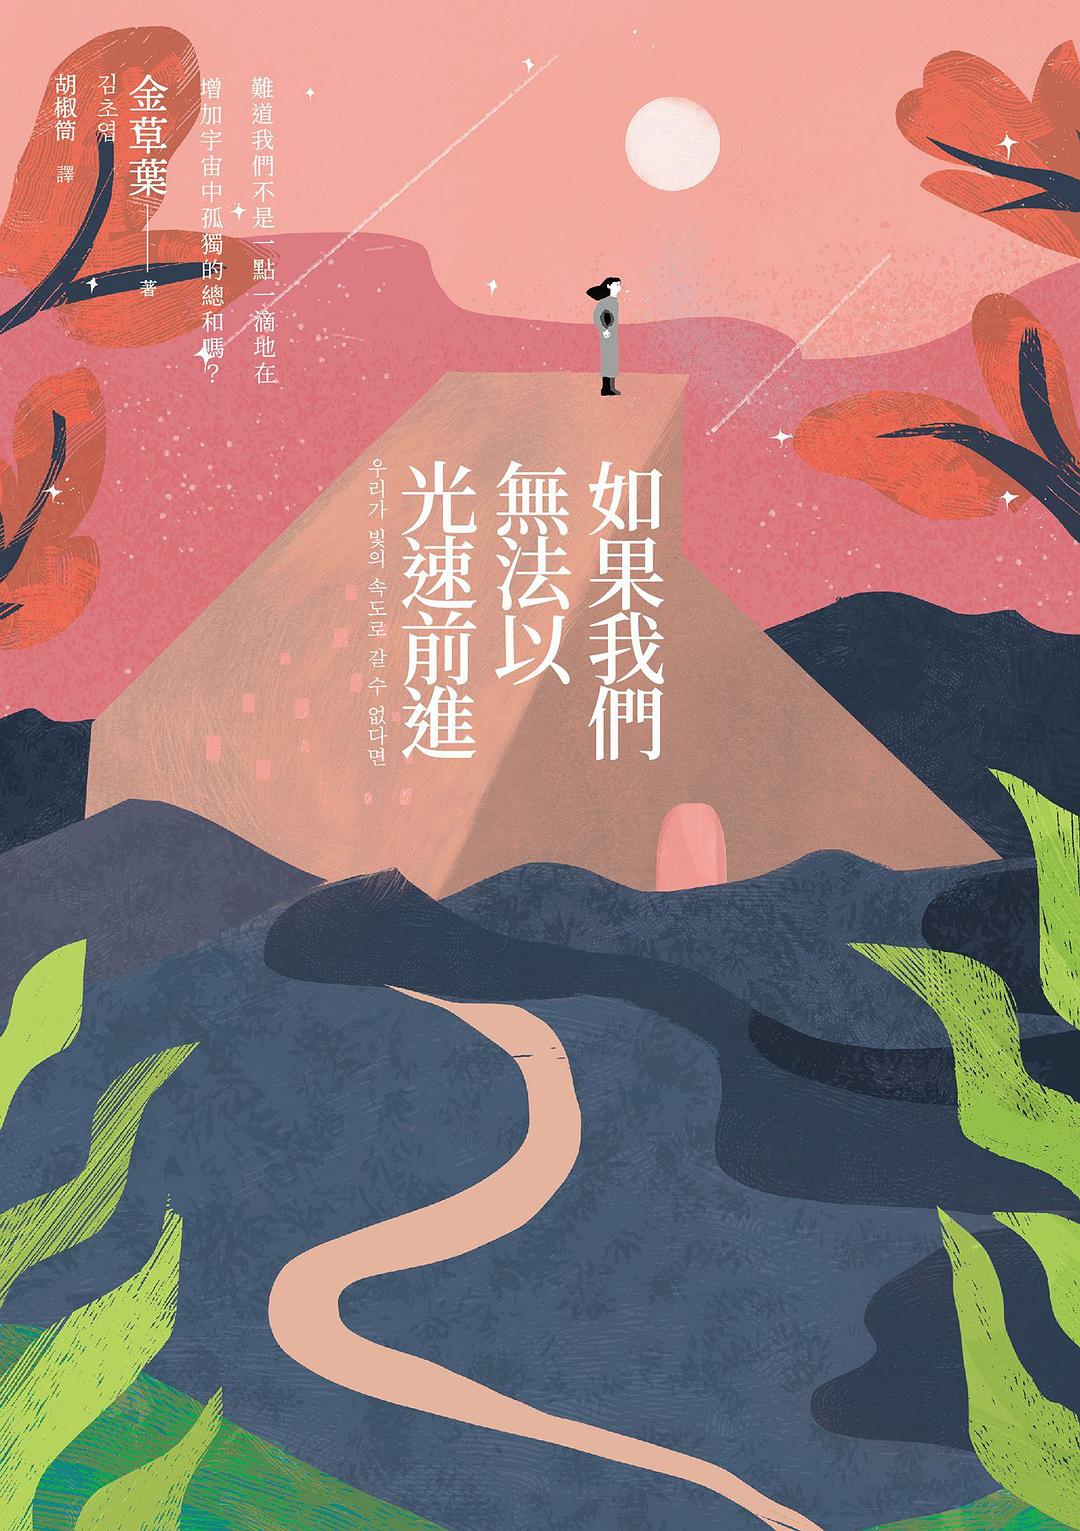 如果我們
無法以
光速前進
우리가 빛의 속도로 갈 수 없다면
難道我們不是一點一滴地在
增加宇宙中孤獨的總和嗎？
金草葉 著
김초엽
胡椒筒 譯